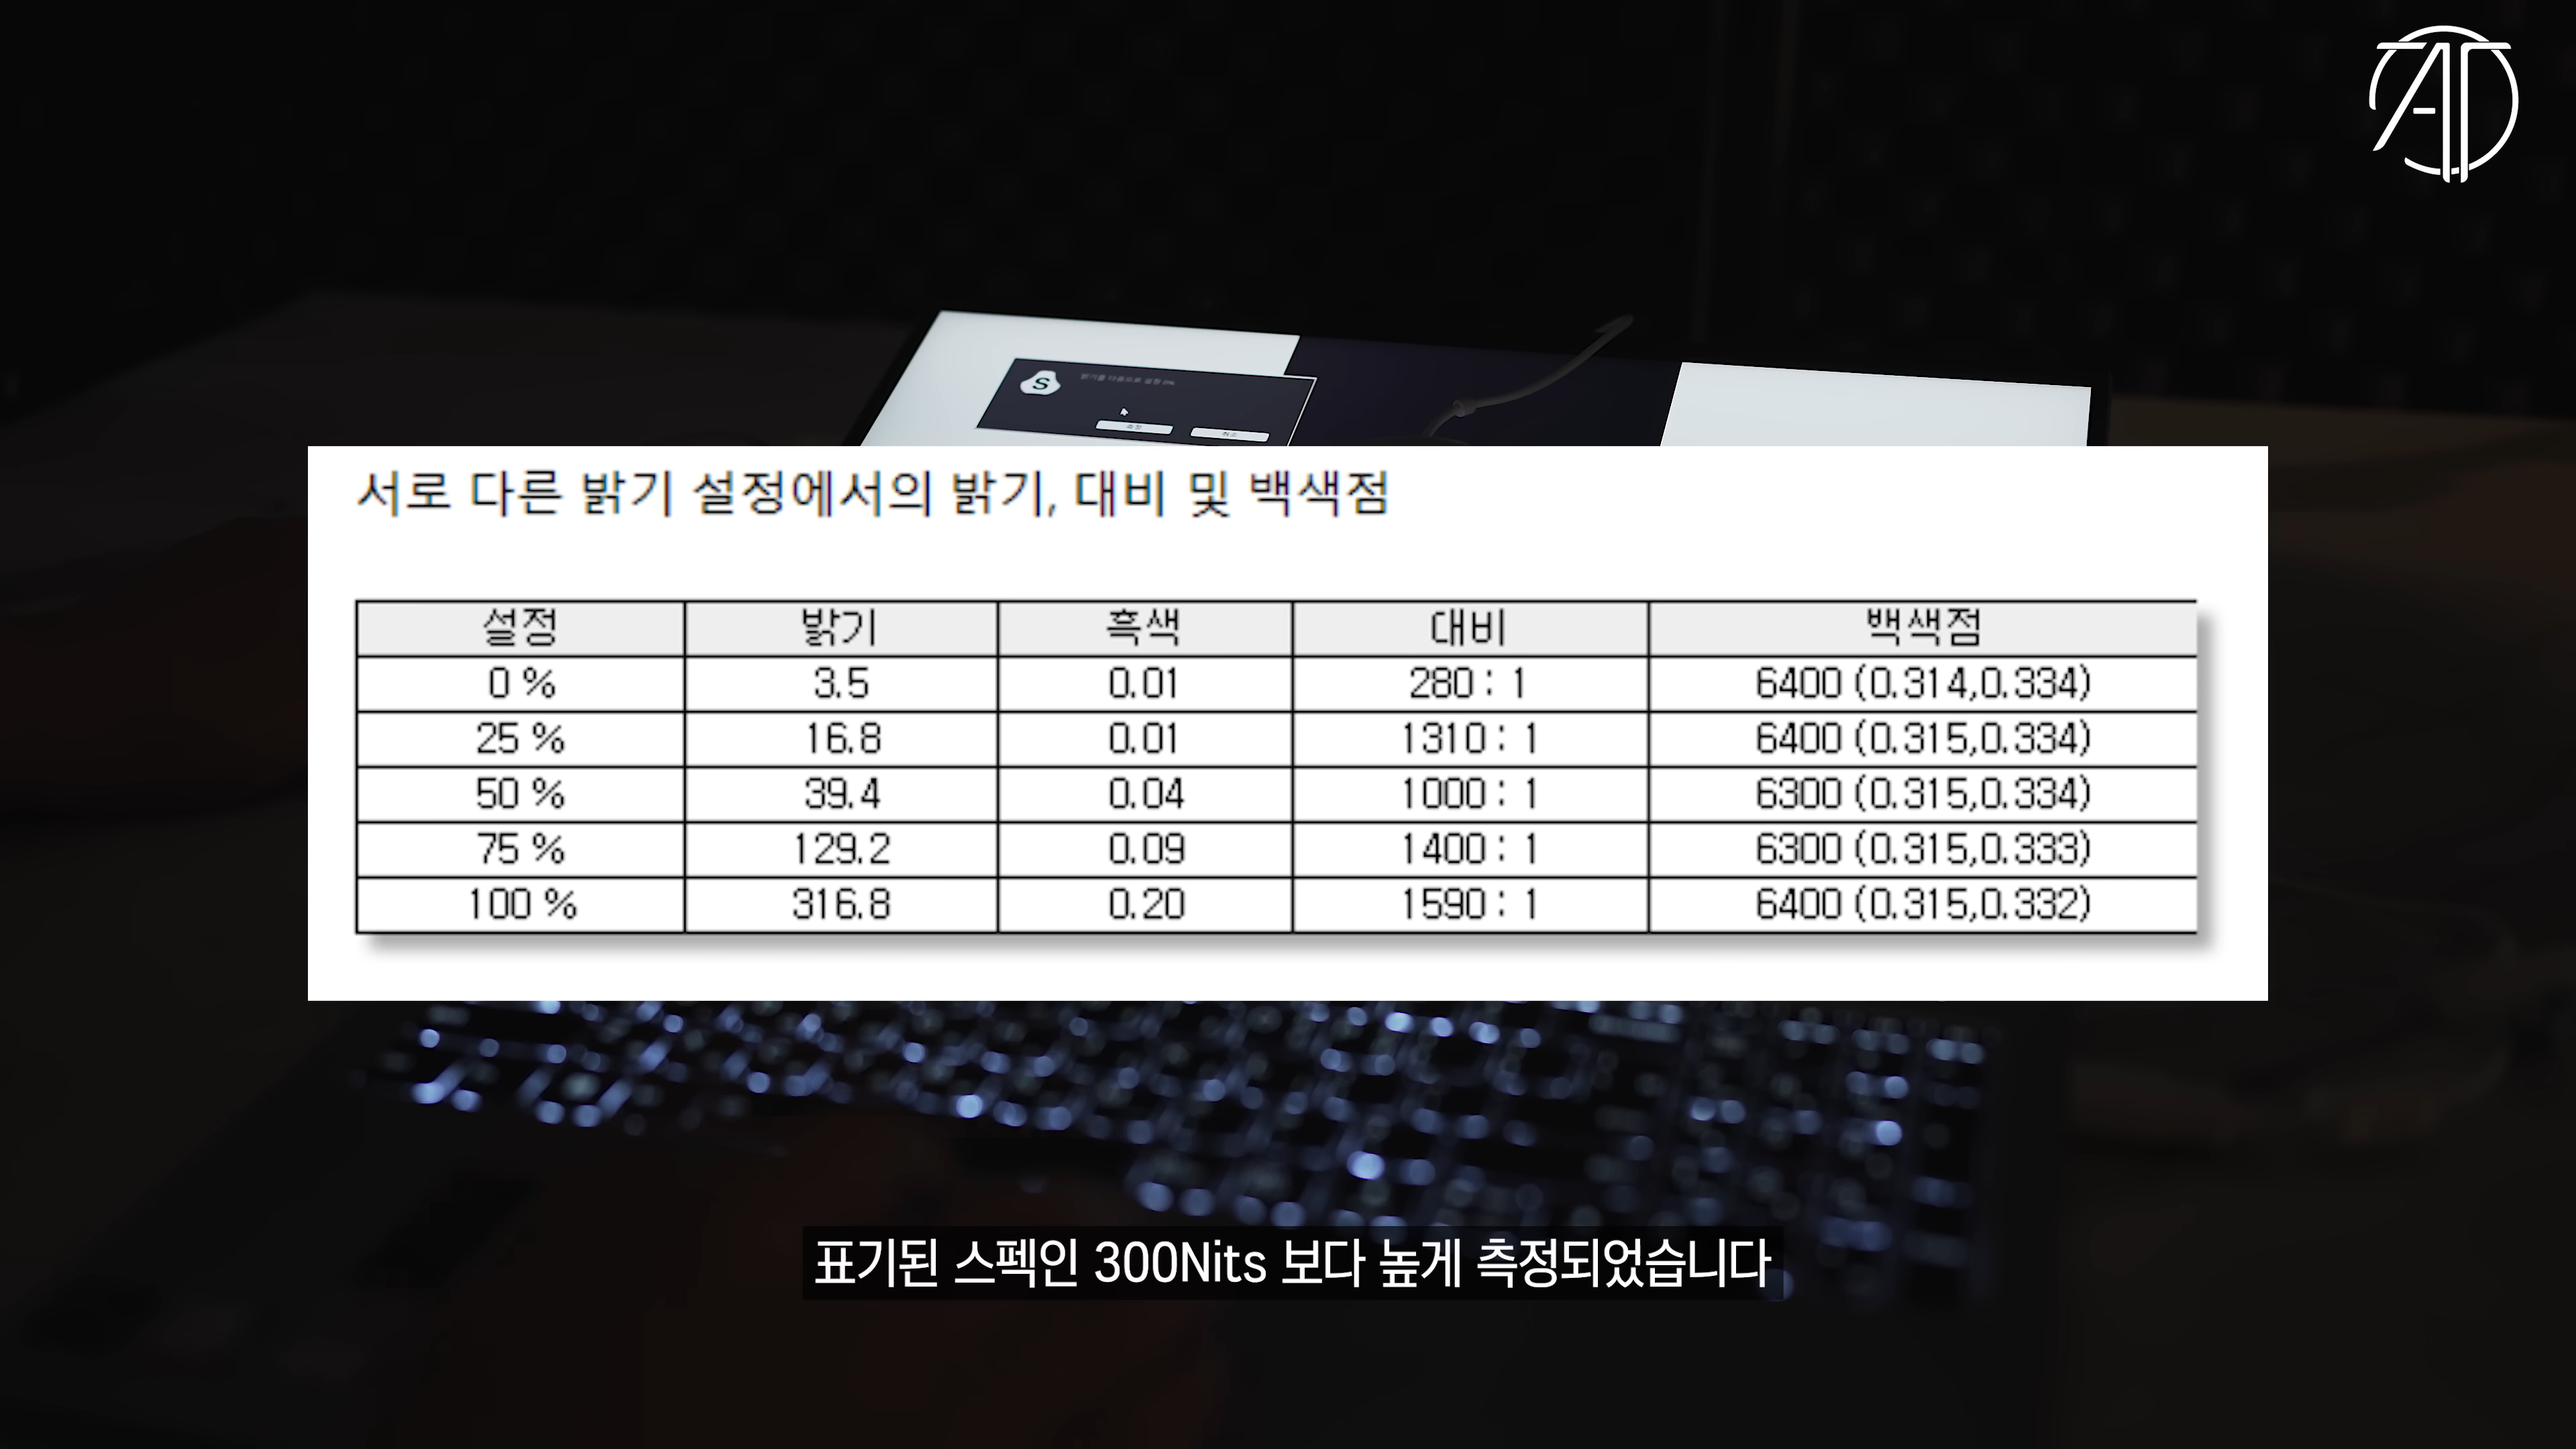 S
서로 다른 밝기 설정에서의 밝기, 대비 및 백색점
설정 밝기 흑색 대비 백색점
0 % 3.5 0.01 280 : 1 6400 (0.314,0.334)
25 % 16.8 0.01 1310 : 1 6400 (0.315,0.334)
50 % 39.4 0.04 1000 : 1 6300 (0.315,0.334)
75 % 129.2 0.09 1400 : 1 6300 (0.315,0.333)
100 % 316.8 0.20 1590 : 1 6400 (0.315,0.332)
표기된 스펙인 300Nits 보다 높게 측정되었습니다